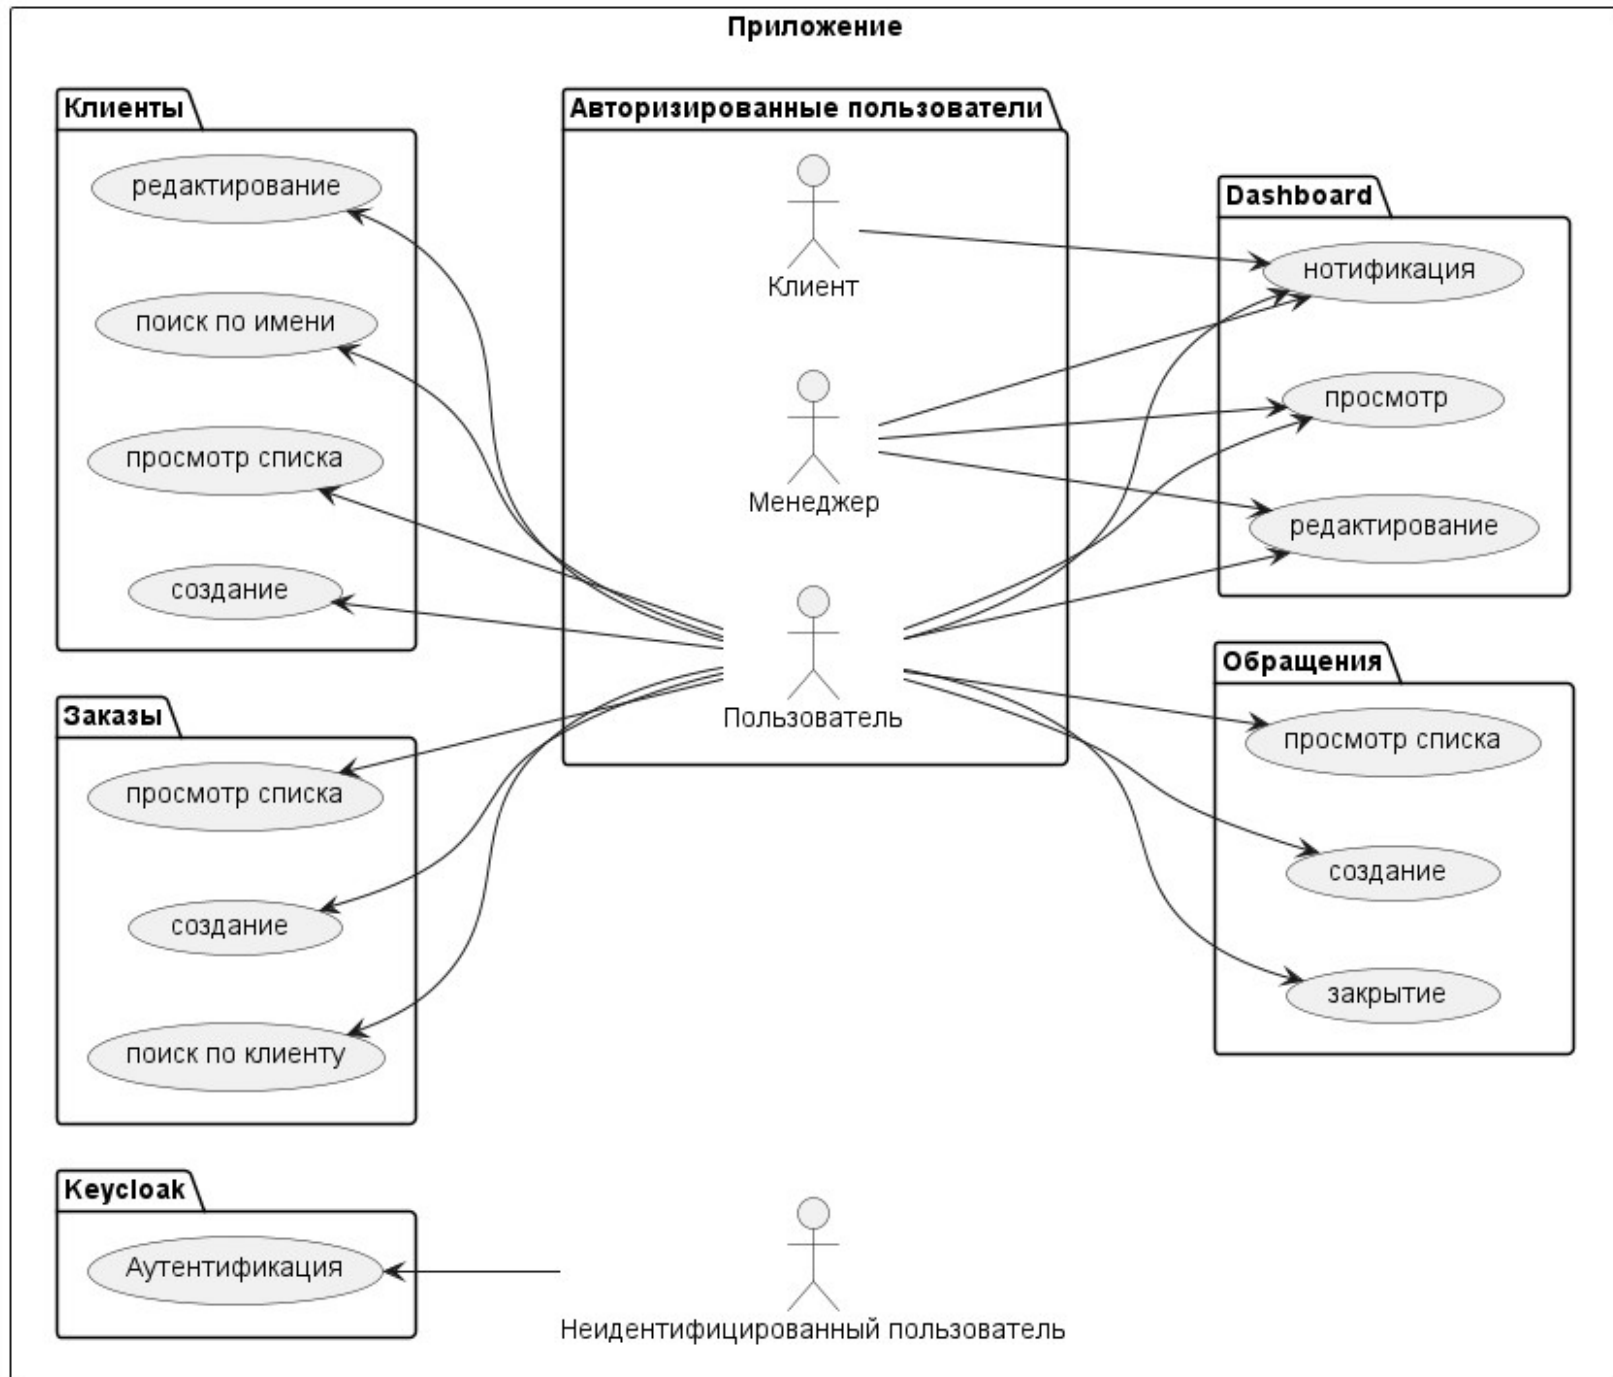 Приложение
Клиенты
редактирование
поиск по имени
просмотр списка
создание
Заказы
просмотр списка
создание
поиск по клиенту
Keycloak
Аутентификация
Авторизированные пользователи
Клиент
Менеджер
Пользователь
Неидентифицированный пользователь
Dashboard
нотификация
просмотр
редактирование
Обращения
просмотр списка
создание
закрытие